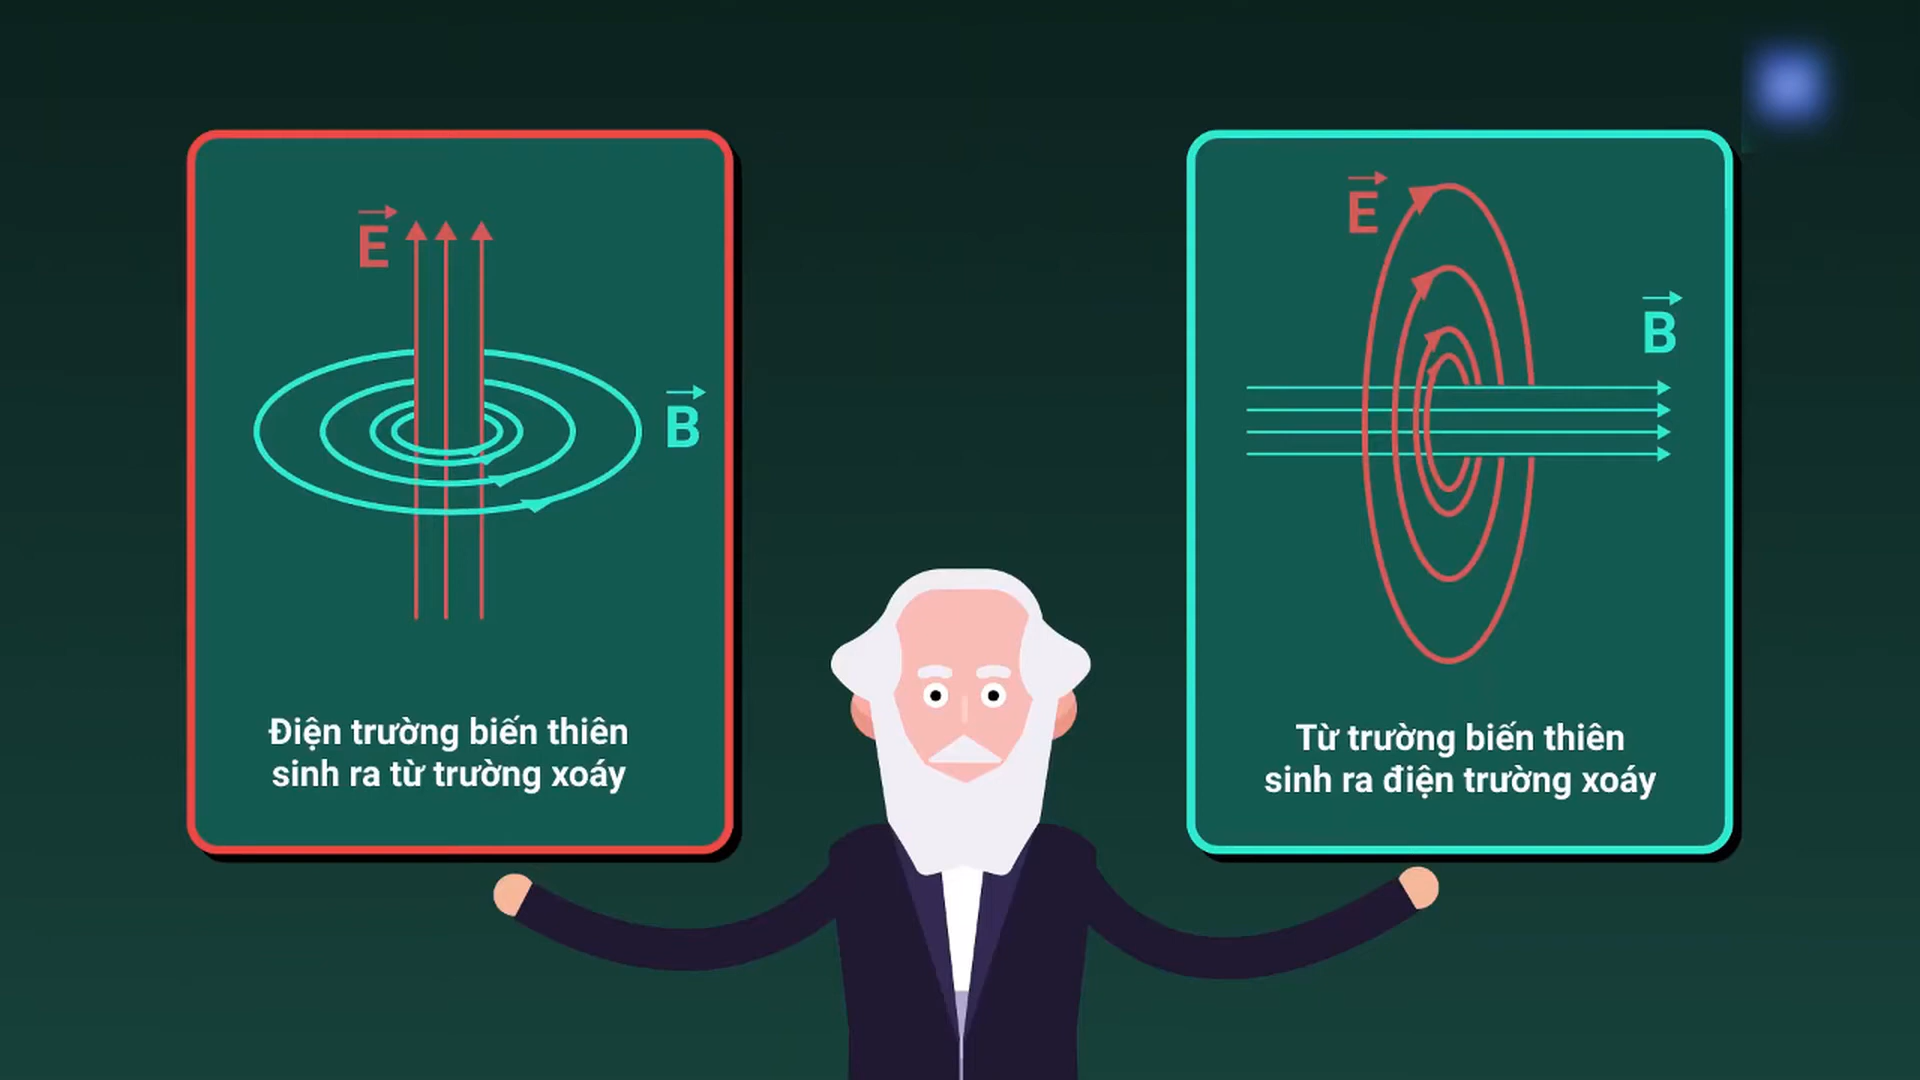 E
B
Điện trường biến thiên
sinh ra từ trường xoáy
E
B
Từ trường biến thiên
sinh ra điện trường xoáy